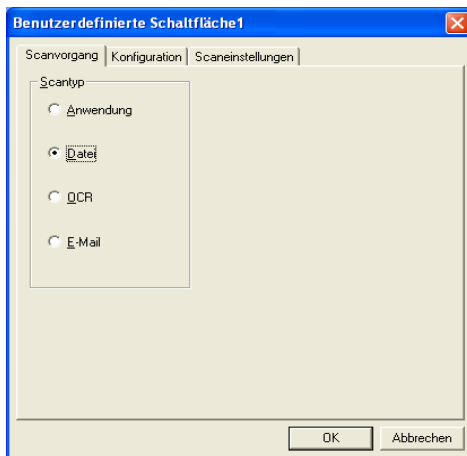 Benutzerdefinierte Schaltfläche1
Scanvorgang Konfiguration Scaneinstellungen
Scantyp
Anwendung
Datei
OCR
E-Mail
OK Abbrechen